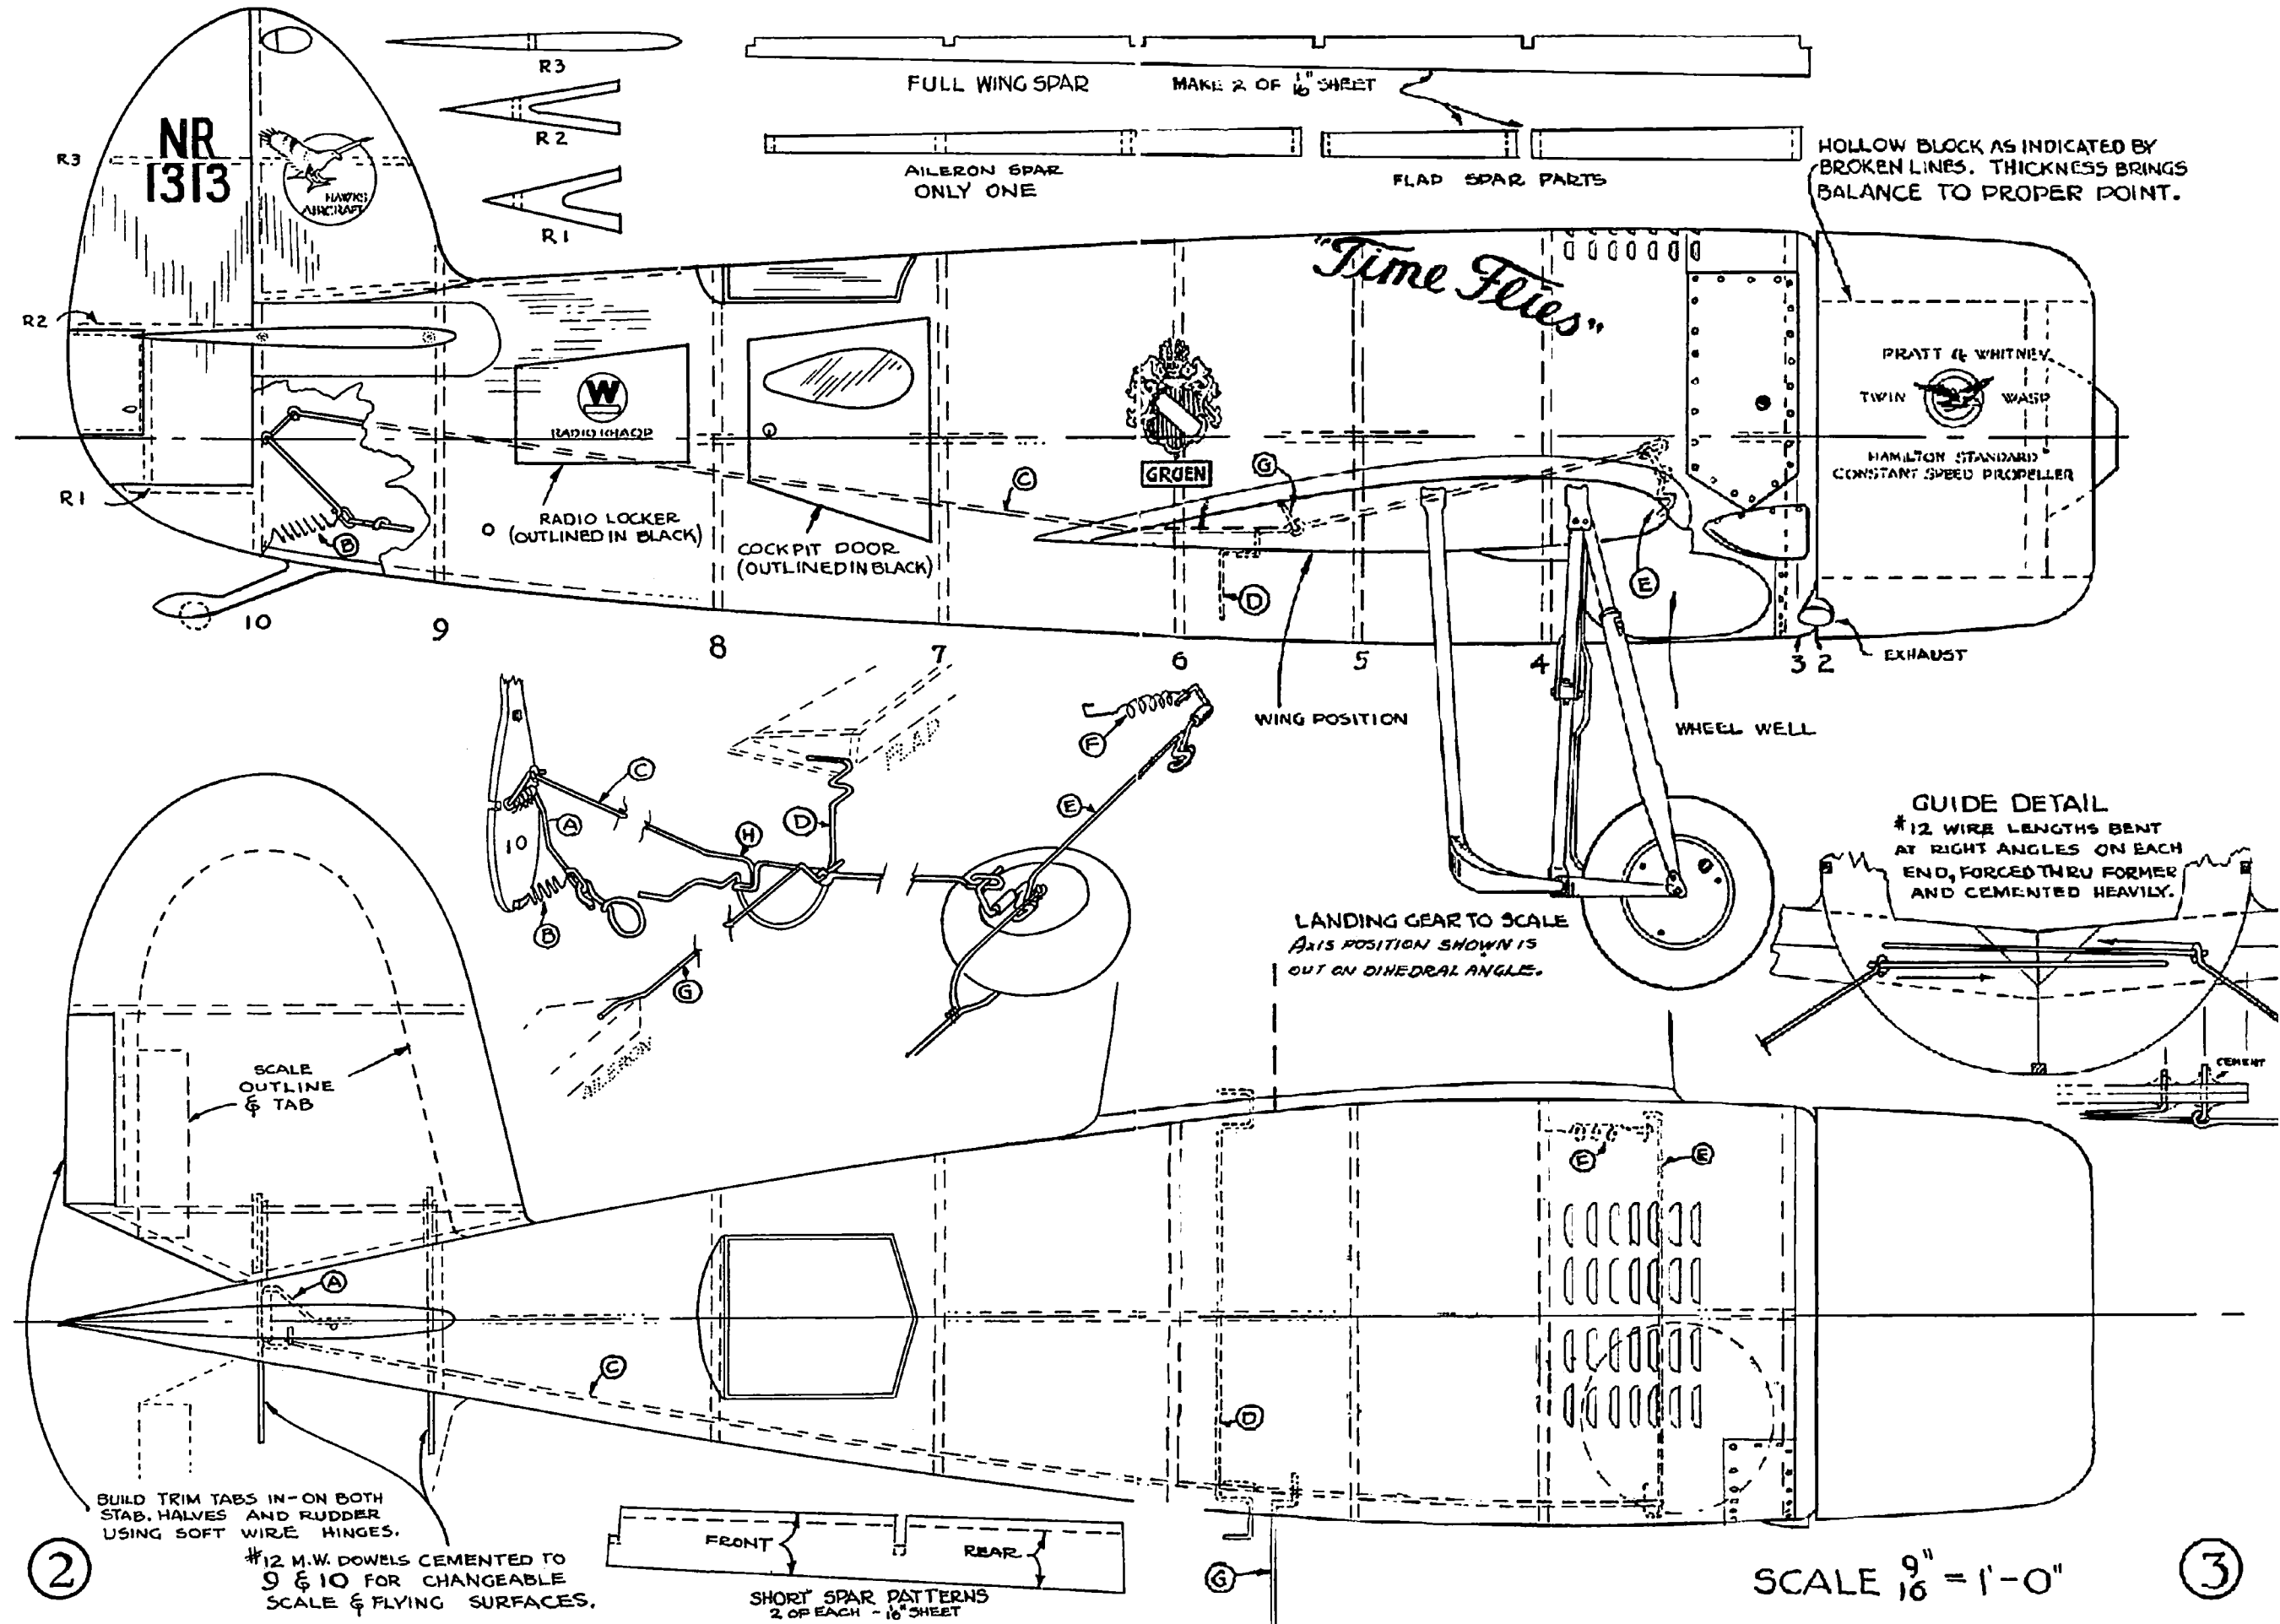 R3
FULL WING SPAR
MAKE 2 OF 1/16" SHEET
R2
AILERON SPAR
ONLY ONE
FLAP SPAR PARTS
R1
HOLLOW BLOCK AS INDICATED BY
BROKEN LINES. THICKNESS BRINGS
BALANCE TO PROPER POINT.
NR
1313
R3
HAWKS
AIRCRAFT
"Time Flies"
R2
R1
W
RADIO
RADIO LOCKER
(OUTLINED IN BLACK)
COCKPIT DOOR
(OUTLINED IN BLACK)
GRUEN
PRATT & WHITNEY
TWIN WASP
HAMILTON STANDARD
CONSTANT SPEED PROPELLER
B
C
G
D
E
10
9
8
7
6
5
4
3 2
EXHAUST
WING POSITION
WHEEL WELL
FLAP
F
C
E
A
H
D
10
B
G
AILERON
LANDING GEAR TO SCALE
AXIS POSITION SHOWN IS
OUT ON DIHEDRAL ANGLE.
GUIDE DETAIL
#12 WIRE LENGTHS BENT
AT RIGHT ANGLES ON EACH
END, FORCED THRU FORMER
AND CEMENTED HEAVILY.
CEMENT
SCALE
OUTLINE
& TAB
A
C
F
E
D
G
BUILD TRIM TABS IN-ON BOTH
STAB. HALVES AND RUDDER
USING SOFT WIRE HINGES.
#12 M.W. DOWELS CEMENTED TO
9 & 10 FOR CHANGEABLE
SCALE & FLYING SURFACES.
FRONT
REAR
SHORT SPAR PATTERNS
2 OF EACH - 1/16" SHEET
SCALE 9/16" = 1'-0"
2
3